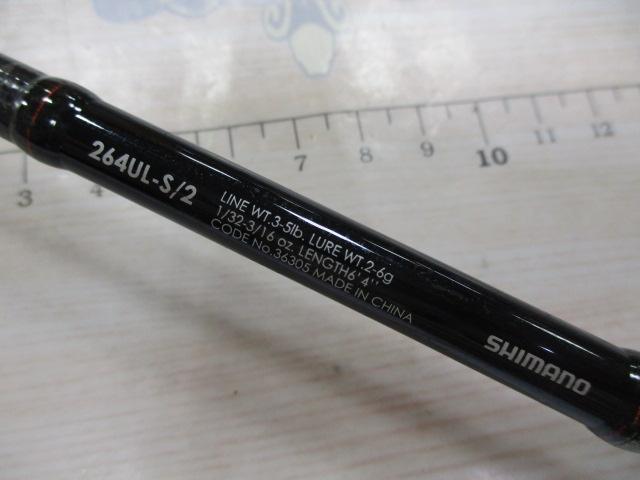 264UL-S/2
LINE WT.3-5lb. LURE WT.2-6g
1/32-3/16 oz. LENGTH6'4"
CODE No.36305 MADE IN CHINA
SHIMANO
3
7
8
9
10
11
12